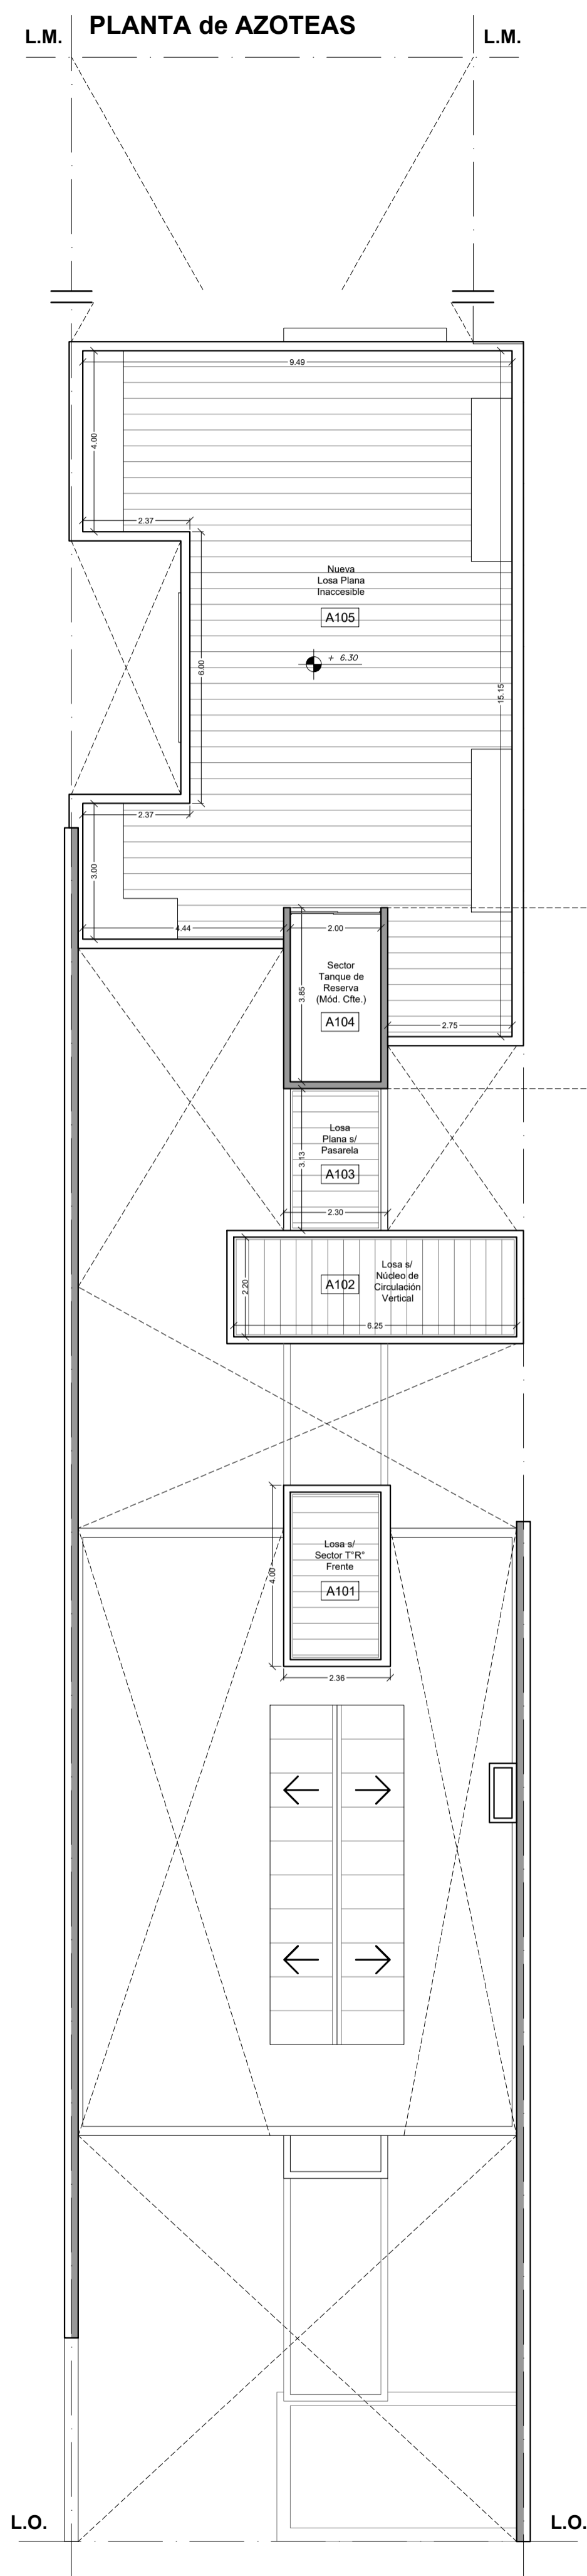 PLANTA de AZOTEAS
L.M.
L.M.
9.49
4.00
2.37
Nueva
Losa Plana
Inaccesible
A105
+ 6.30
6.00
15.15
2.37
3.00
4.44
2.00
Sector
Tanque de
Reserva
(Mód. Cfte.)
A104
3.85
2.75
Losa
Plana s/
Pasarela
A103
3.13
2.30
Losa s/
Núcleo de
Circulación
Vertical
A102
2.20
6.25
Losa s/
Sector T°R°
Frente
A101
4.00
2.36
L.O.
L.O.